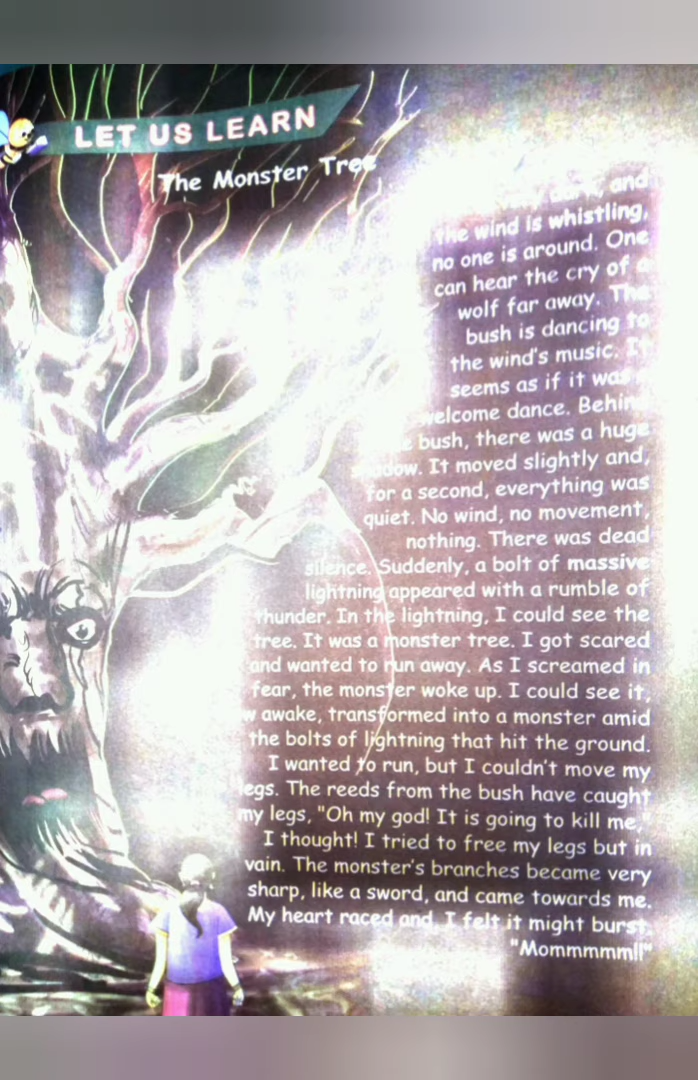 LET US LEARN
The Monster Tree
and
the wind is whistling,
no one is around. One
can hear the cry of a
wolf far away. The
bush is dancing to
the wind's music. It
seems as if it was
welcome dance. Behind
bush, there was a huge
shadow. It moved slightly and,
for a second, everything was
quiet. No wind, no movement,
nothing. There was dead
silence. Suddenly, a bolt of massive
lightning appeared with a rumble of
thunder. In the lightning, I could see the
tree. It was a monster tree. I got scared
and wanted to run away. As I screamed in
fear, the monster woke up. I could see it,
awake, transformed into a monster amid
the bolts of lightning that hit the ground.
I wanted to run, but I couldn't move my
legs. The reeds from the bush have caught
my legs, "Oh my god! It is going to kill me,"
I thought! I tried to free my legs but in
vain. The monster's branches became very
sharp, like a sword, and came towards me.
My heart raced and, I felt it might burst.
"Mommmmm!!"